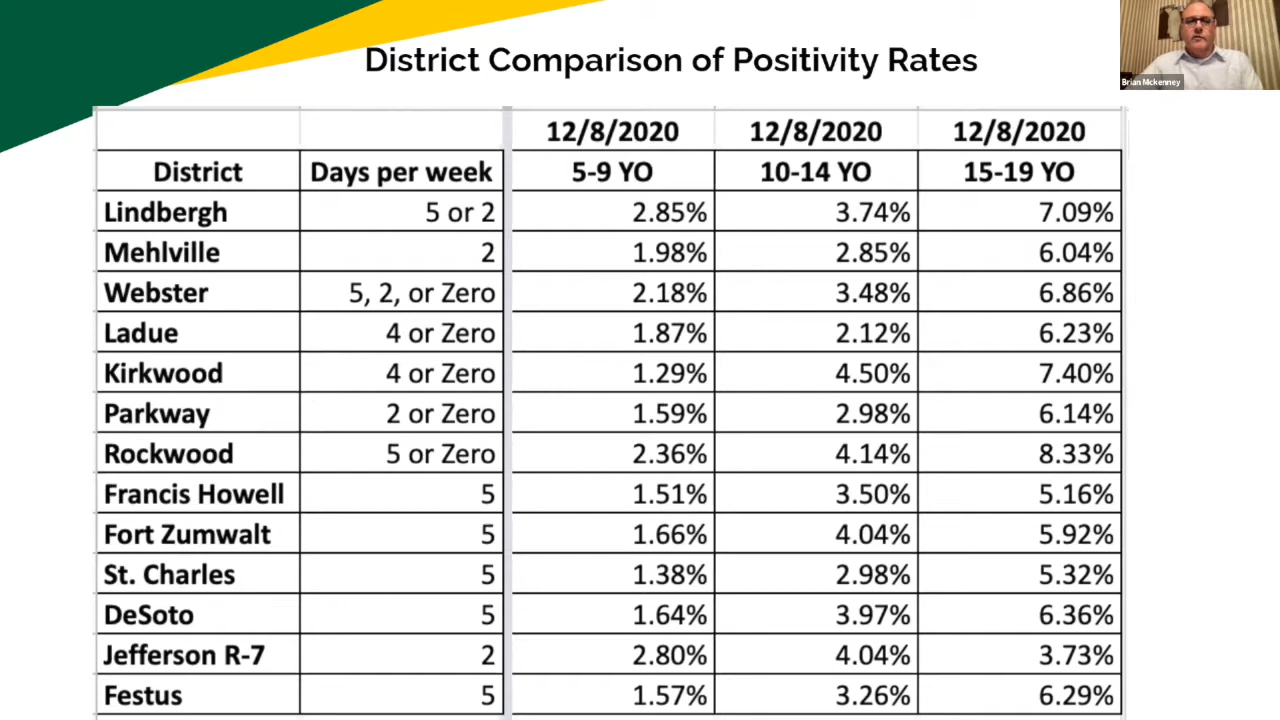 District Comparison of Positivity Rates
Brian Mckenney
12/8/2020 12/8/2020 12/8/2020
District Days per week 5-9 YO 10-14 YO 15-19 YO
Lindbergh 5 or 2 2.85% 3.74% 7.09%
Mehlville 2 1.98% 2.85% 6.04%
Webster 5, 2, or Zero 2.18% 3.48% 6.86%
Ladue 4 or Zero 1.87% 2.12% 6.23%
Kirkwood 4 or Zero 1.29% 4.50% 7.40%
Parkway 2 or Zero 1.59% 2.98% 6.14%
Rockwood 5 or Zero 2.36% 4.14% 8.33%
Francis Howell 5 1.51% 3.50% 5.16%
Fort Zumwalt 5 1.66% 4.04% 5.92%
St. Charles 5 1.38% 2.98% 5.32%
DeSoto 5 1.64% 3.97% 6.36%
Jefferson R-7 2 2.80% 4.04% 3.73%
Festus 5 1.57% 3.26% 6.29%